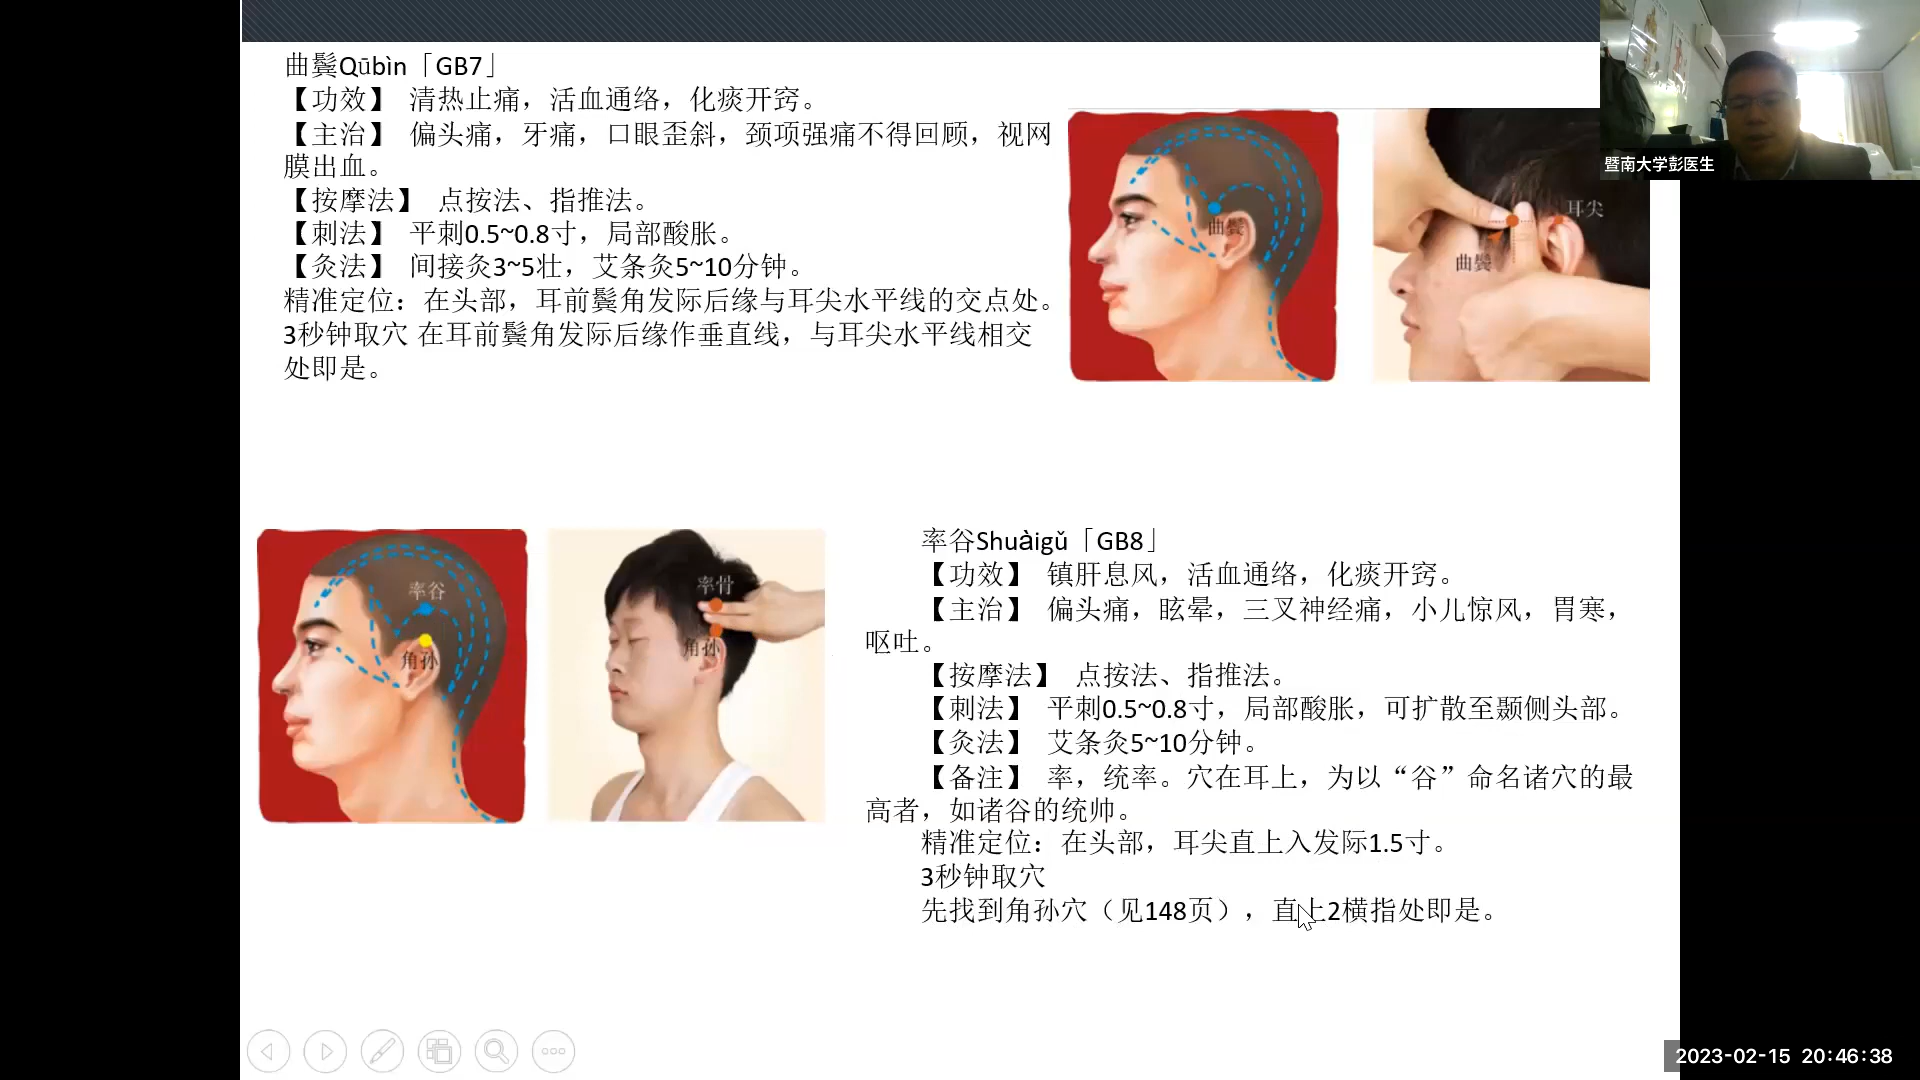 曲鬓Qūbìn「GB7」
【功效】 清热止痛，活血通络，化痰开窍。
【主治】 偏头痛，牙痛，口眼歪斜，颈项强痛不得回顾，视网
膜出血。
【按摩法】 点按法、指推法。
【刺法】 平刺0.5~0.8寸，局部酸胀。
【灸法】 间接灸3~5壮，艾条灸5~10分钟。
精准定位：在头部，耳前鬓角发际后缘与耳尖水平线的交点处。
3秒钟取穴 在耳前鬓角发际后缘作垂直线，与耳尖水平线相交
处即是。
曲鬓
耳尖
曲鬓
暨南大学彭医生
率谷
角孙
率骨
角孙
率谷Shuàigǔ「GB8」
【功效】 镇肝息风，活血通络，化痰开窍。
【主治】 偏头痛，眩晕，三叉神经痛，小儿惊风，胃寒，
呕吐。
【按摩法】 点按法、指推法。
【刺法】 平刺0.5~0.8寸，局部酸胀，可扩散至颞侧头部。
【灸法】 艾条灸5~10分钟。
【备注】 率，统率。穴在耳上，为以“谷”命名诸穴的最
高者，如诸谷的统帅。
精准定位：在头部，耳尖直上入发际1.5寸。
3秒钟取穴
先找到角孙穴（见148页），直上2横指处即是。
2023-02-15 20:46:38